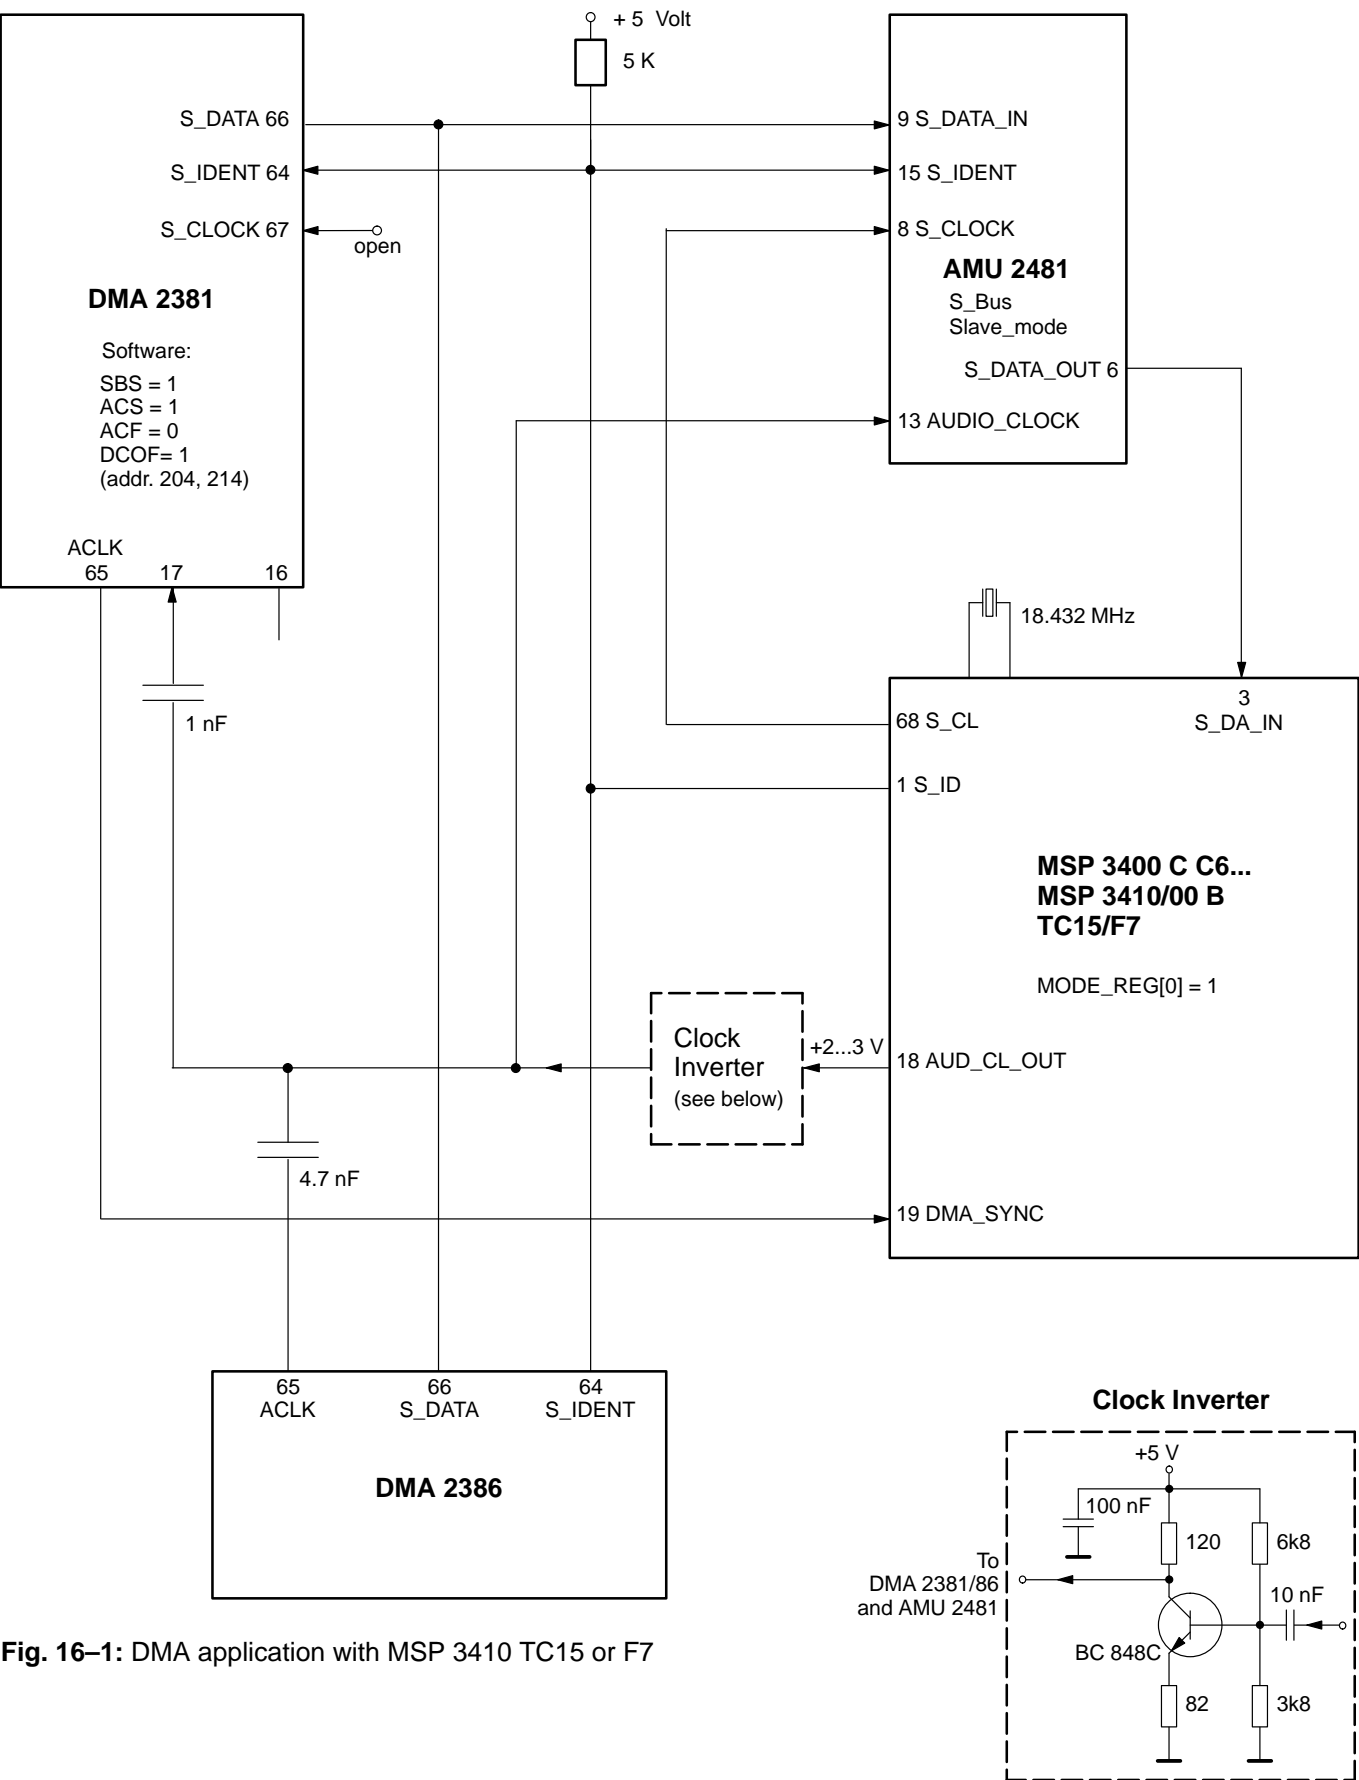 + 5 Volt
5 K
S_DATA 66
S_IDENT 64
S_CLOCK 67
open
DMA 2381
Software:
SBS = 1
ACS = 1
ACF = 0
DCOF= 1
(addr. 204, 214)
ACLK
65
17
16
9 S_DATA_IN
15 S_IDENT
8 S_CLOCK
AMU 2481
S_Bus
Slave_mode
S_DATA_OUT 6
13 AUDIO_CLOCK
18.432 MHz
1 nF
68 S_CL
3
S_DA_IN
1 S_ID
MSP 3400 C C6...
MSP 3410/00 B
TC15/F7
MODE_REG[0] = 1
Clock
Inverter
(see below)
+2...3 V
18 AUD_CL_OUT
4.7 nF
19 DMA_SYNC
65
ACLK
66
S_DATA
64
S_IDENT
DMA 2386
Clock Inverter
+5 V
100 nF
120
6k8
To
DMA 2381/86
and AMU 2481
10 nF
BC 848C
82
3k8
Fig. 16–1: DMA application with MSP 3410 TC15 or F7